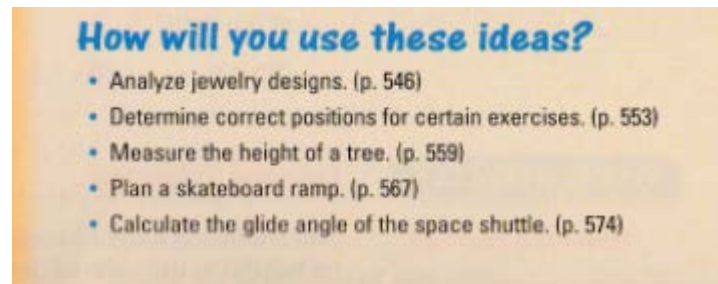 How will you use these ideas?
• Analyze jewelry designs. (p. 546)
• Determine correct positions for certain exercises. (p. 553)
• Measure the height of a tree. (p. 559)
• Plan a skateboard ramp. (p. 567)
• Calculate the glide angle of the space shuttle. (p. 574)